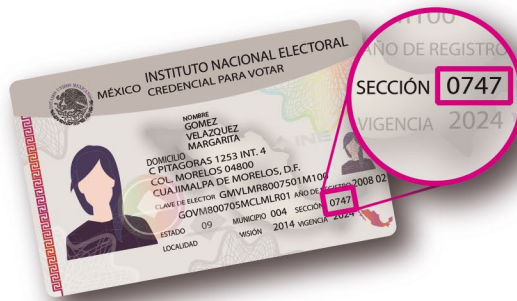 INSTITUTO NACIONAL ELECTORAL
MÉXICO CREDENCIAL PARA VOTAR
NOMBRE
GOMEZ
VELAZQUEZ
MARGARITA
DOMICILIO
C PITAGORAS 1253 INT. 4
COL. MORELOS 04800
CUAJIMALPA DE MORELOS, D.F.
CLAVE DE ELECTOR GMVLMR8007501M100
GOVM800705MCLMLR01 AÑO DE REGISTRO 2008 02
ESTADO 09 MUNICIPIO 004 SECCIÓN 0747
LOCALIDAD MISIÓN 2014 VIGENCIA 2024
AÑO DE REGISTRO
SECCIÓN 0747
VIGENCIA 2024